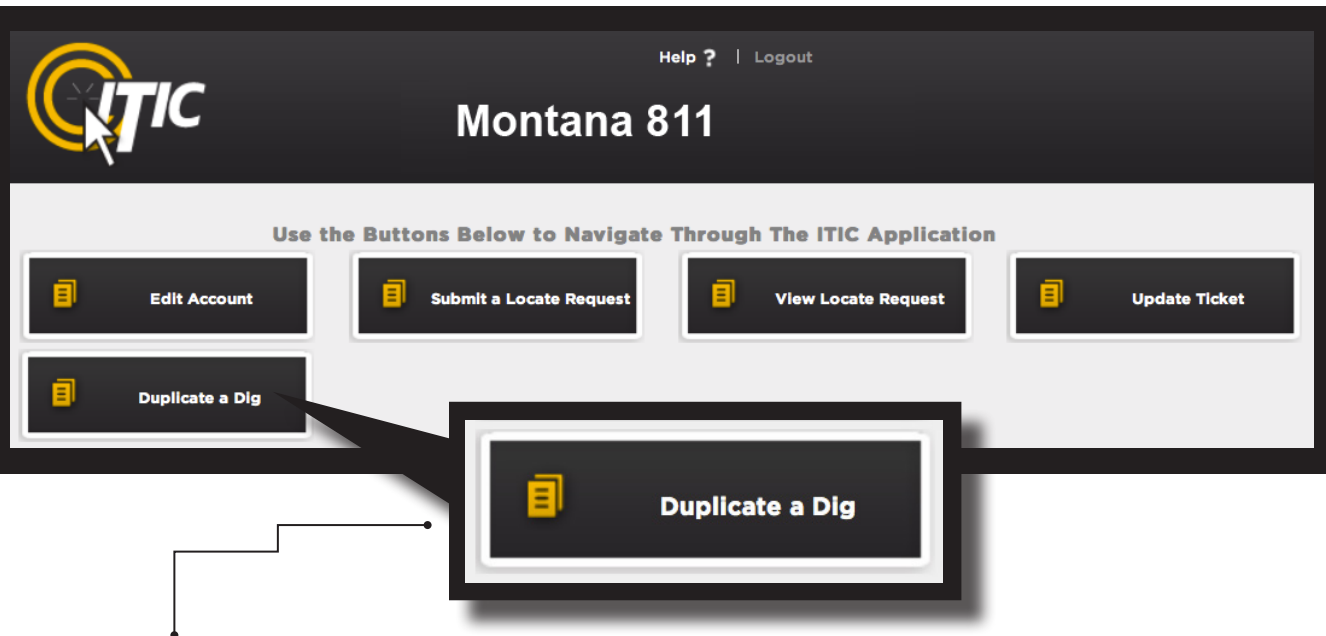 Help ? | Logout
ITIC
Montana 811
Use the Buttons Below to Navigate Through The ITIC Application
Edit Account
Submit a Locate Request
View Locate Request
Update Ticket
Duplicate a Dig
Duplicate a Dig